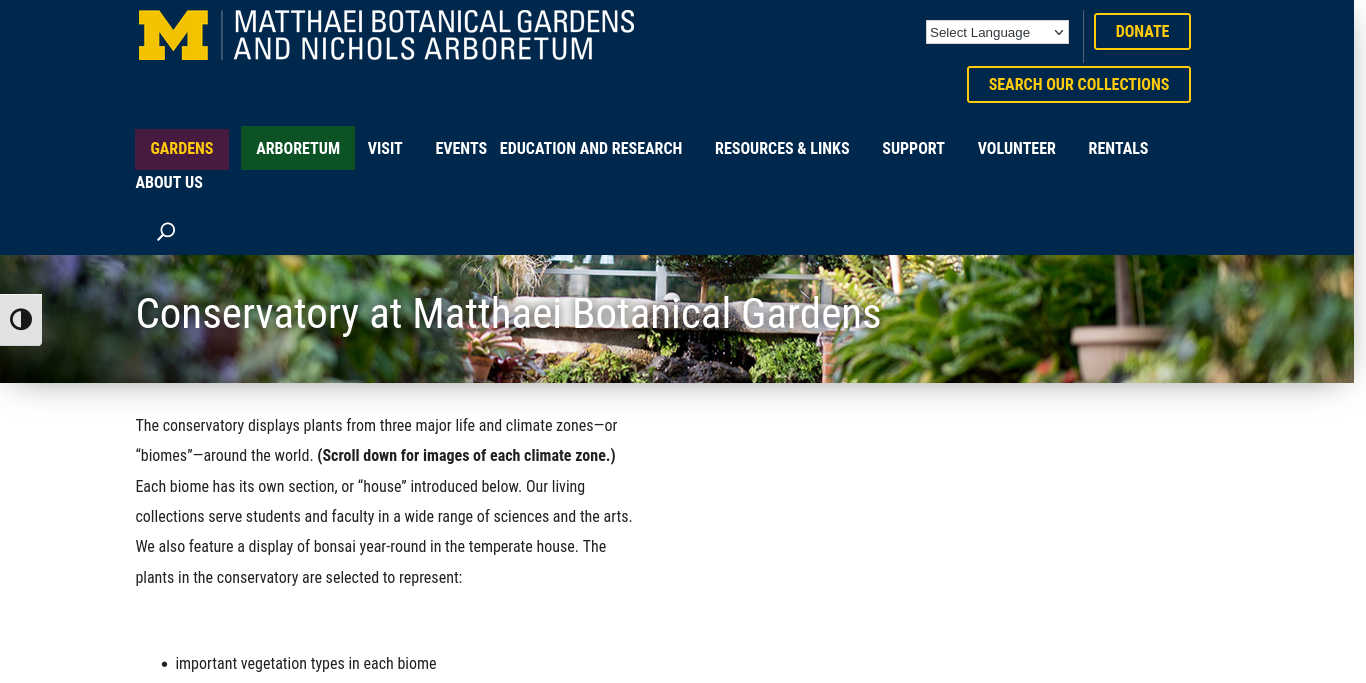 MATTHAEI BOTANICAL GARDENS
AND NICHOLS ARBORETUM
Select Language
DONATE
SEARCH OUR COLLECTIONS
GARDENS ARBORETUM VISIT EVENTS EDUCATION AND RESEARCH RESOURCES & LINKS SUPPORT VOLUNTEER RENTALS
ABOUT US
Conservatory at Matthaei Botanical Gardens
The conservatory displays plants from three major life and climate zones—or
“biomes”—around the world. (Scroll down for images of each climate zone.)
Each biome has its own section, or “house” introduced below. Our living
collections serve students and faculty in a wide range of sciences and the arts.
We also feature a display of bonsai year-round in the temperate house. The
plants in the conservatory are selected to represent:
• important vegetation types in each biome